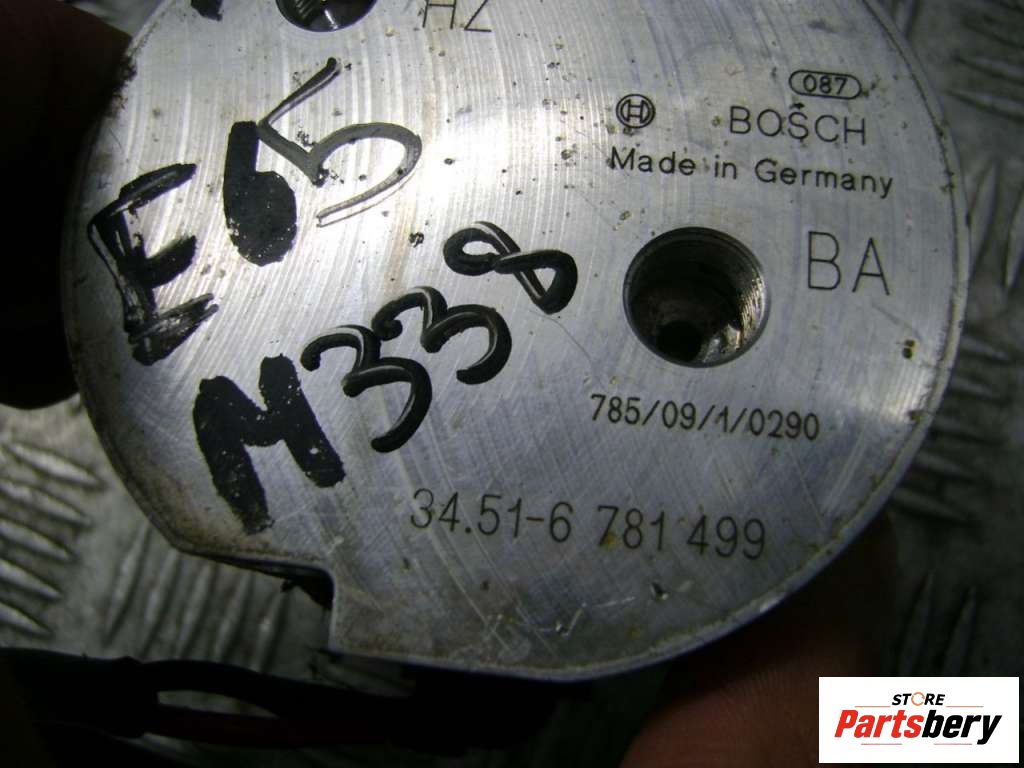 HZ
087
BOSCH
Made in Germany
BA
E65
M338
785/09/1/0290
34.51-6 781 499
STORE
Partsbery